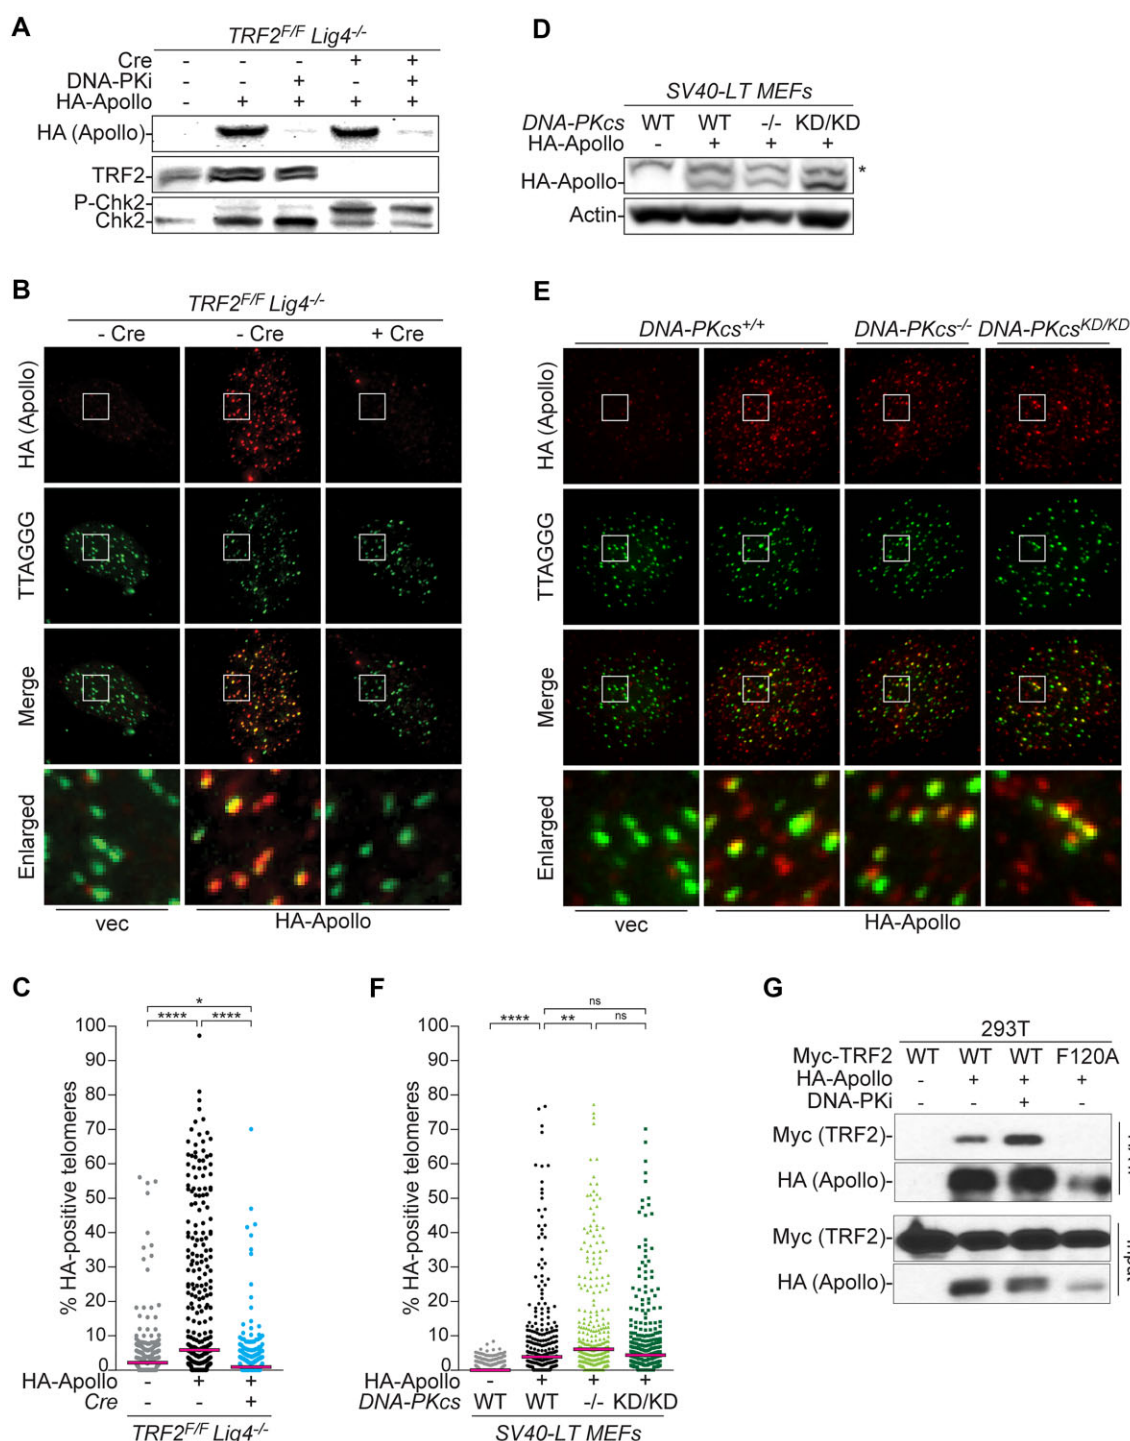 A
TRF2F/F Lig4-/-
Cre - - - + +
DNA-PKi - - + - +
HA-Apollo - + + + +
HA (Apollo)-
TRF2
P-Chk2
Chk2
D
SV40-LT MEFs
DNA-PKcs WT WT -/- KD/KD
HA-Apollo - + + +
HA-Apollo- *
Actin-
B
TRF2F/F Lig4-/-
- Cre - Cre + Cre
HA (Apollo)
TTAGGG
Merge
Enlarged
vec HA-Apollo
E
DNA-PKcs+/+ DNA-PKcs-/- DNA-PKcsKD/KD
HA (Apollo)
TTAGGG
Merge
Enlarged
vec HA-Apollo
C
*
**** ****
% HA-positive telomeres
100
90
80
70
60
50
40
30
20
10
0
HA-Apollo - + +
Cre - - +
TRF2F/F Lig4-/-
F
ns
**** ** ns
% HA-positive telomeres
100
90
80
70
60
50
40
30
20
10
0
HA-Apollo - + + +
DNA-PKcs WT WT -/- KD/KD
SV40-LT MEFs
G
293T
Myc-TRF2 WT WT WT F120A
HA-Apollo - + + +
DNA-PKi - - + -
Myc (TRF2)-
HA (Apollo)-
Myc (TRF2)-
HA (Apollo)-
Input